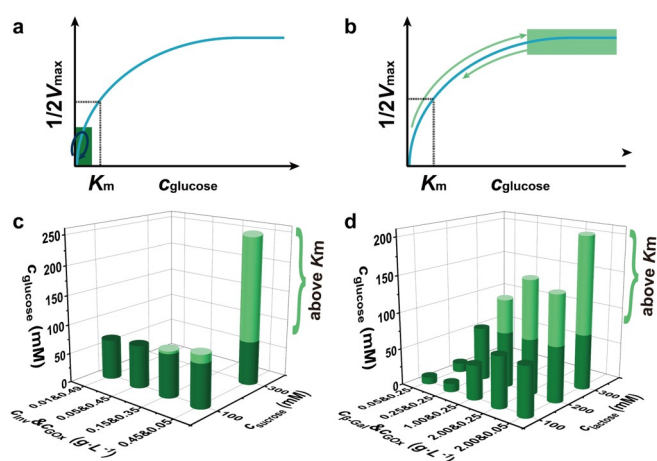 a
1/2Vmax
Km
cglucose
b
1/2Vmax
Km
cglucose
c
cglucose (mM)
250
200
150
100
50
0
0.01&0.49
0.05&0.45
0.15&0.35
0.45&0.05
cInv &cGOx (g·L⁻¹)
100
300
csucrose (mM)
above Km
d
cglucose (mM)
200
150
100
50
0
0.05&0.25
0.25&0.25
1.00&0.25
2.00&0.25
2.00&0.05
cβ-Gal &cGOx (g·L⁻¹)
100
200
300
clactose (mM)
above Km